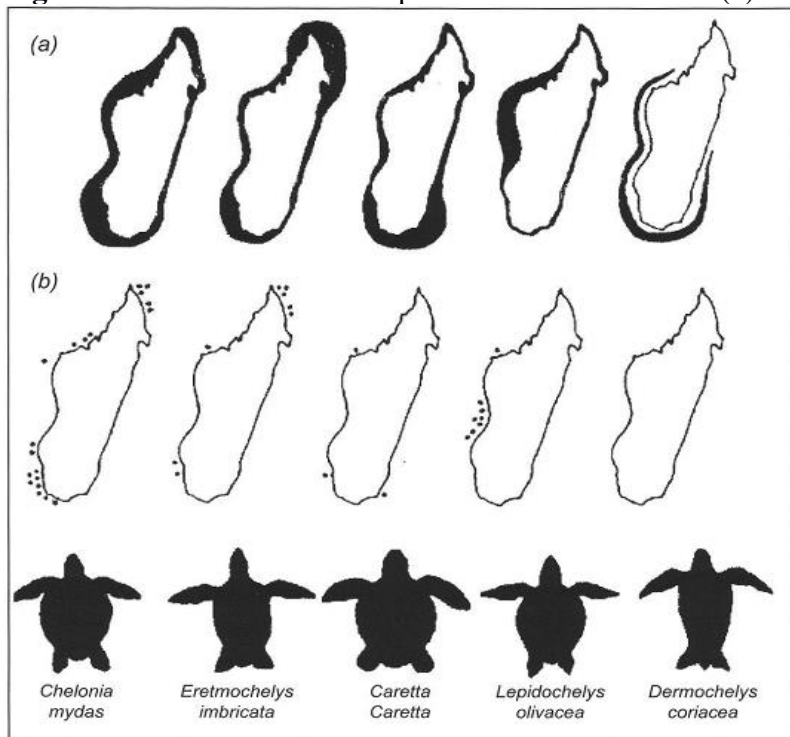 (a)
(b)
Chelonia
mydas
Eretmochelys
imbricata
Caretta
Caretta
Lepidochelys
olivacea
Dermochelys
coriacea